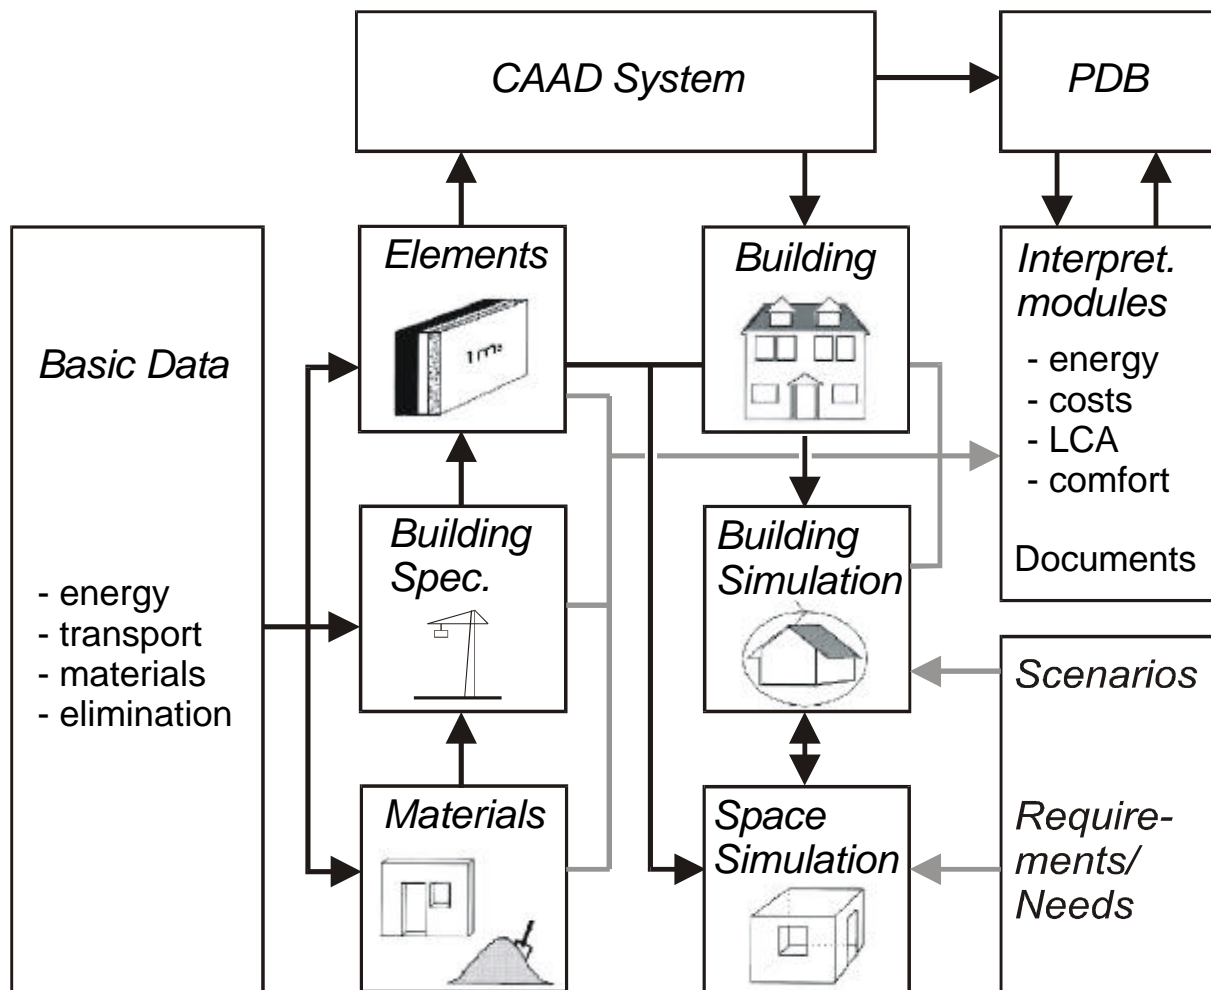 CAAD System
PDB
Basic Data
- energy
- transport
- materials
- elimination
Elements
Building
Spec.
Materials
Building
Building
Simulation
Space
Simulation
Interpret.
modules
- energy
- costs
- LCA
- comfort
Documents
Scenarios
Require-
ments/
Needs